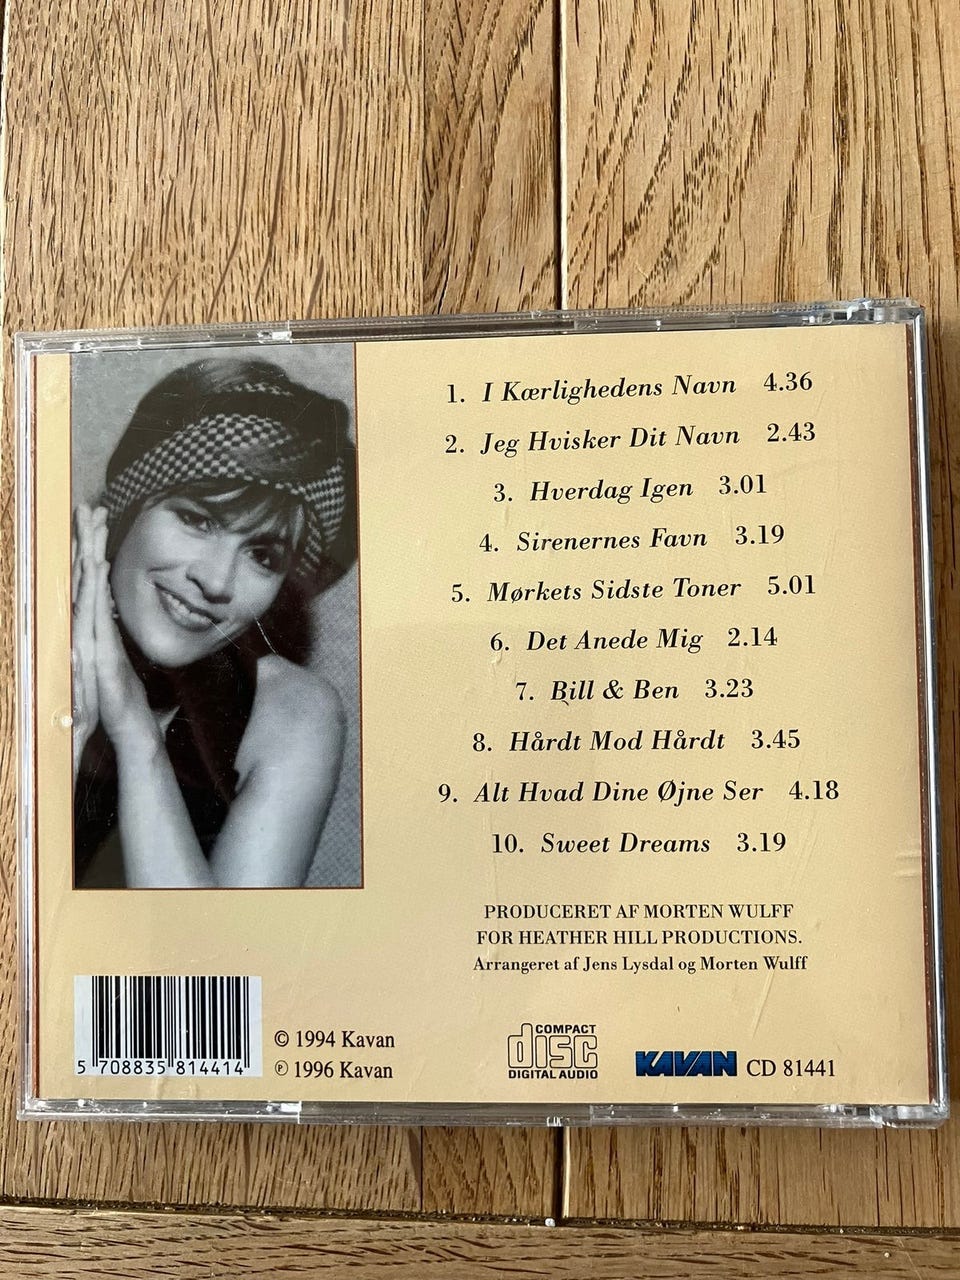 1. I Kærlighedens Navn 4.36
2. Jeg Hvisker Dit Navn 2.43
3. Hverdag Igen 3.01
4. Sirenernes Favn 3.19
5. Mørkets Sidste Toner 5.01
6. Det Anede Mig 2.14
7. Bill & Ben 3.23
8. Hårdt Mod Hårdt 3.45
9. Alt Hvad Dine Øjne Ser 4.18
10. Sweet Dreams 3.19
PRODUCERET AF MORTEN WULFF
FOR HEATHER HILL PRODUCTIONS.
Arrangeret af Jens Lysdal og Morten Wulff
5 708835 814414
© 1994 Kavan
℗ 1996 Kavan
COMPACT
disc
DIGITAL AUDIO
KAVAN CD 81441